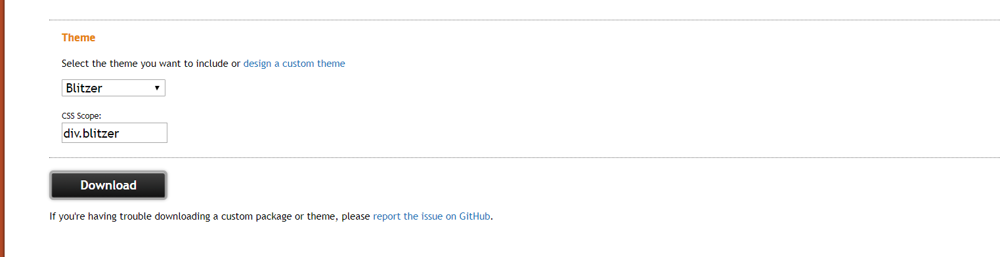 Theme
Select the theme you want to include or design a custom theme
Blitzer
CSS Scope:
div.blitzer
Download
If you're having trouble downloading a custom package or theme, please report the issue on GitHub.